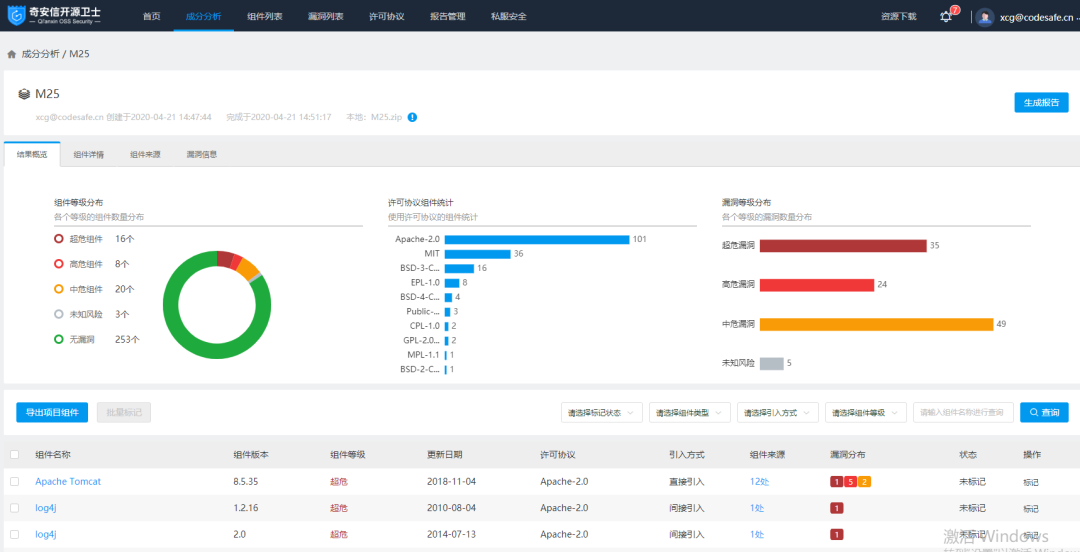 奇安信开源卫士
— Qi'anxin OSS Security —
首页 成分分析 组件列表 漏洞列表 许可协议 报告管理 私服安全 资源下载 7 xcg@codesafe.cn
成分分析 / M25
M25
xcg@codesafe.cn 创建于2020-04-21 14:47:44 完成于2020-04-21 14:51:17 本地: M25.zip
生成报告
结果概览 组件详情 组件来源 漏洞信息
组件等级分布
各个等级的组件数量分布
超危组件 16个
高危组件 8个
中危组件 20个
未知风险 3个
无漏洞 253个
许可协议组件统计
使用许可协议的组件统计
Apache-2.0 101
MIT 36
BSD-3-C... 16
EPL-1.0 8
BSD-4-C... 4
Public-... 3
CPL-1.0 2
GPL-2.0... 2
MPL-1.1 1
BSD-2-C... 1
漏洞等级分布
各个等级的漏洞数量分布
超危漏洞 35
高危漏洞 24
中危漏洞 49
未知风险 5
导出项目组件 批量标记 请选择标记状态 请选择组件类型 请选择引入方式 请选择组件等级 请输入组件名称进行查询 查询
组件名称 组件版本 组件等级 更新日期 许可协议 引入方式 组件来源 漏洞分布 状态 操作
Apache Tomcat 8.5.35 超危 2018-11-04 Apache-2.0 直接引入 12处 1 5 2 未标记 标记
log4j 1.2.16 超危 2010-08-04 Apache-2.0 间接引入 1处 1 未标记 标记
log4j 2.0 超危 2014-07-13 Apache-2.0 间接引入 1处 1 未标记 标记
激活 Windows